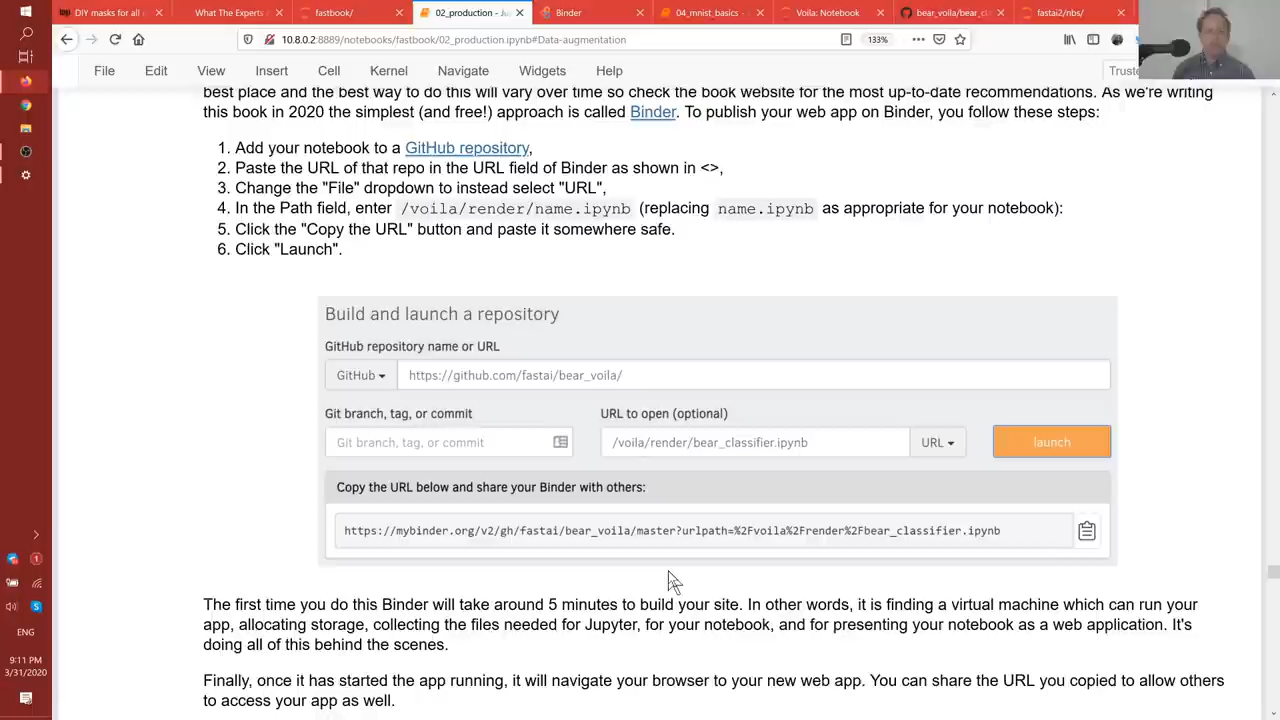 DIY masks for all
What The Experts
fastbook/
02_production - Ju
Binder
04_mnist_basics -
Voila: Notebook
bear_voila/bear_cl
fastai2/nbs/
10.8.0.2:8889/notebooks/fastbook/02_production.ipynb#Data-augmentation
133%
File Edit View Insert Cell Kernel Navigate Widgets Help
Truste
best place and the best way to do this will vary over time so check the book website for the most up-to-date recommendations. As we're writing
this book in 2020 the simplest (and free!) approach is called Binder. To publish your web app on Binder, you follow these steps:
1. Add your notebook to a GitHub repository,
2. Paste the URL of that repo in the URL field of Binder as shown in <>,
3. Change the "File" dropdown to instead select "URL",
4. In the Path field, enter /voila/render/name.ipynb (replacing name.ipynb as appropriate for your notebook):
5. Click the "Copy the URL" button and paste it somewhere safe.
6. Click "Launch".
Build and launch a repository
GitHub repository name or URL
GitHub https://github.com/fastai/bear_voila/
Git branch, tag, or commit URL to open (optional)
Git branch, tag, or commit /voila/render/bear_classifier.ipynb URL launch
Copy the URL below and share your Binder with others:
https://mybinder.org/v2/gh/fastai/bear_voila/master?urlpath=%2Fvoila%2Frender%2Fbear_classifier.ipynb
The first time you do this Binder will take around 5 minutes to build your site. In other words, it is finding a virtual machine which can run your
app, allocating storage, collecting the files needed for Jupyter, for your notebook, and for presenting your notebook as a web application. It's
doing all of this behind the scenes.
Finally, once it has started the app running, it will navigate your browser to your new web app. You can share the URL you copied to allow others
to access your app as well.
ENG
9:11 PM
3/31/2020